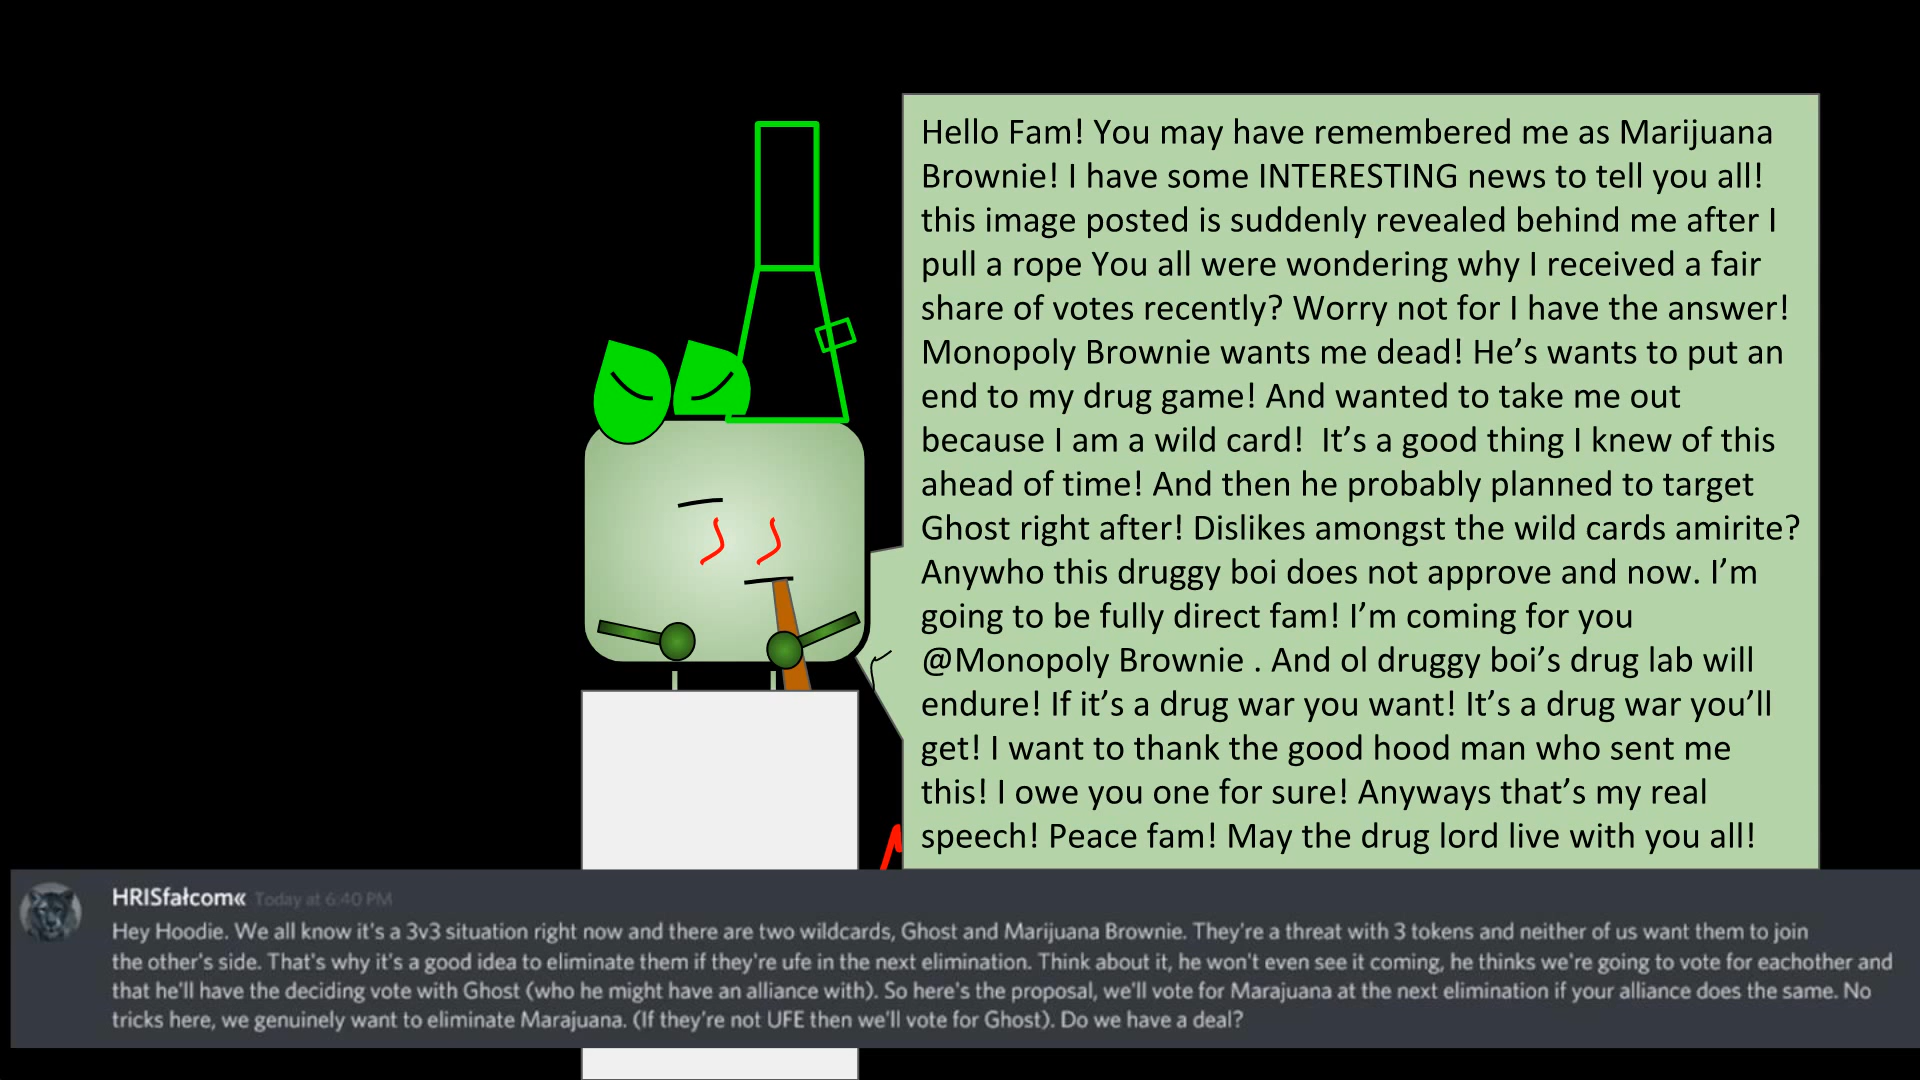 Hello Fam! You may have remembered me as Marijuana
Brownie! I have some INTERESTING news to tell you all!
this image posted is suddenly revealed behind me after I
pull a rope You all were wondering why I received a fair
share of votes recently? Worry not for I have the answer!
Monopoly Brownie wants me dead! He’s wants to put an
end to my drug game! And wanted to take me out
because I am a wild card!  It’s a good thing I knew of this
ahead of time! And then he probably planned to target
Ghost right after! Dislikes amongst the wild cards amirite?
Anywho this druggy boi does not approve and now. I’m
going to be fully direct fam! I’m coming for you
@Monopoly Brownie . And ol druggy boi’s drug lab will
endure! If it’s a drug war you want! It’s a drug war you’ll
get! I want to thank the good hood man who sent me
this! I owe you one for sure! Anyways that’s my real
speech! Peace fam! May the drug lord live with you all!
HRISfałcom« Today at 6:40 PM
Hey Hoodie. We all know it's a 3v3 situation right now and there are two wildcards, Ghost and Marijuana Brownie. They're a threat with 3 tokens and neither of us want them to join
the other's side. That's why it's a good idea to eliminate them if they're ufe in the next elimination. Think about it, he won't even see it coming, he thinks we're going to vote for eachother and
that he'll have the deciding vote with Ghost (who he might have an alliance with). So here's the proposal, we'll vote for Marajuana at the next elimination if your alliance does the same. No
tricks here, we genuinely want to eliminate Marajuana. (If they're not UFE then we'll vote for Ghost). Do we have a deal?